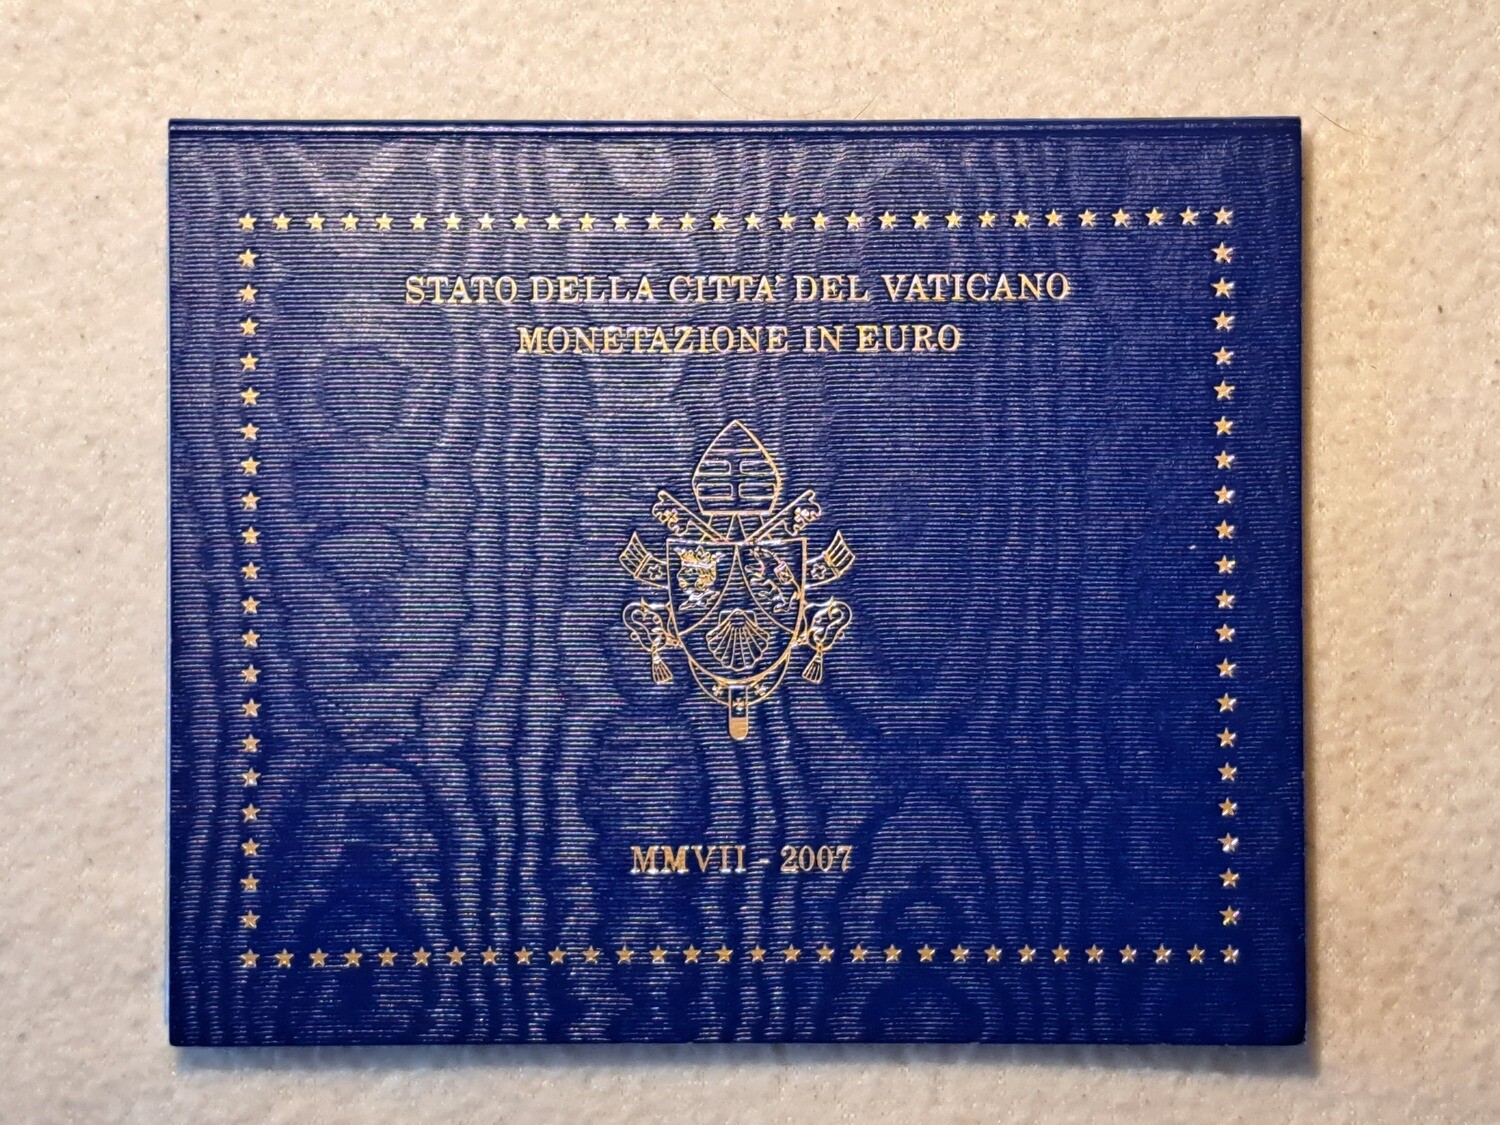 STATO DELLA CITTA' DEL VATICANO
MONETAZIONE IN EURO
MMVII - 2007